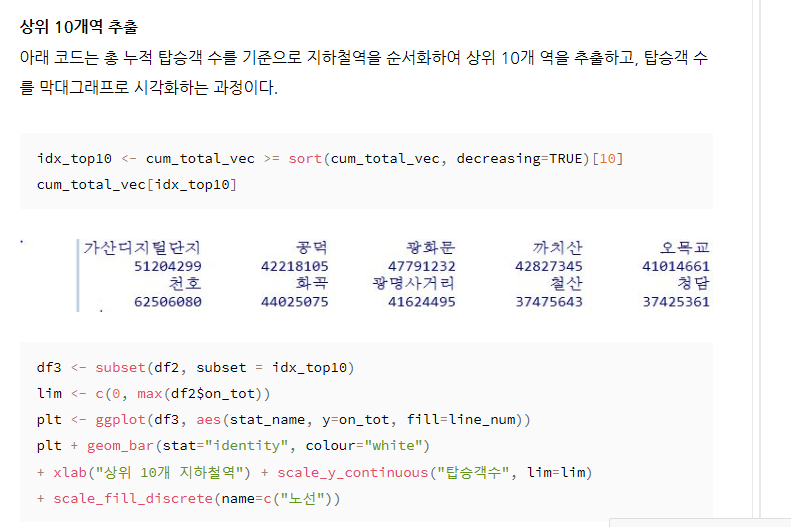 상위 10개역 추출
아래 코드는 총 누적 탑승객 수를 기준으로 지하철역을 순서화하여 상위 10개 역을 추출하고, 탑승객 수
를 막대그래프로 시각화하는 과정이다.
idx_top10 <- cum_total_vec >= sort(cum_total_vec, decreasing=TRUE)[10]
cum_total_vec[idx_top10]
가산디지털단지 공덕 광화문 까치산 오목교
51204299 42218105 47791232 42827345 41014661
천호 화곡 광명사거리 철산 청담
62506080 44025075 41624495 37475643 37425361
df3 <- subset(df2, subset = idx_top10)
lim <- c(0, max(df2$on_tot))
plt <- ggplot(df3, aes(stat_name, y=on_tot, fill=line_num))
plt + geom_bar(stat="identity", colour="white")
+ xlab("상위 10개 지하철역") + scale_y_continuous("탑승객수", lim=lim)
+ scale_fill_discrete(name=c("노선"))